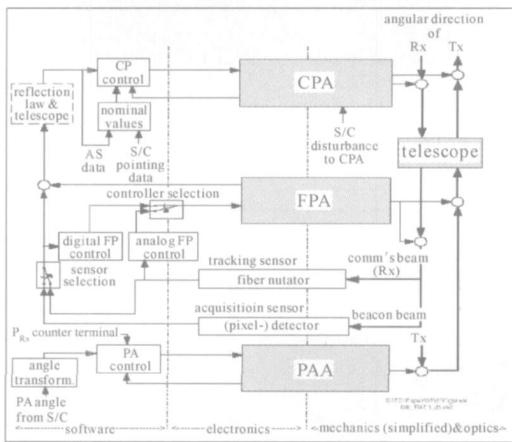 angular direction
of
Rx Tx
CP
control
CPA
reflection
law &
telescope
nominal
values
AS
data
S/C
pointing
data
S/C
disturbance
to CPA
telescope
controller selection
FPA
digital FP
control
analog FP
control
sensor
selection
tracking sensor
fiber nutator
comm's beam
(Rx)
acquisitioin sensor
(pixel-) detector
beacon beam
PRx counter terminal
Tx
angle
transform.
PA
control
PAA
PA angle
from S/C
software electronics mechanics (simplified)&optics